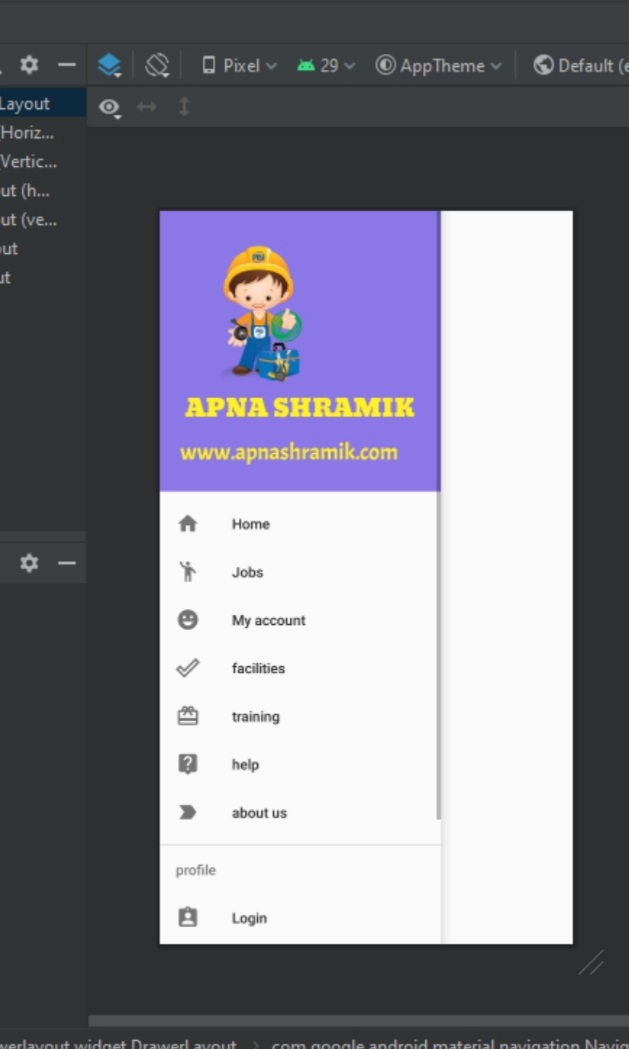 Pixel 29 AppTheme Default (e
Layout
(Horiz...
(Vertic...
ut (h...
ut (ve...
out
ut
APNA SHRAMIK
www.apnashramik.com
Home
Jobs
My account
facilities
training
help
about us
profile
Login
werlayout.widget.DrawerLayout > com.google.android.material.navigation.Navig